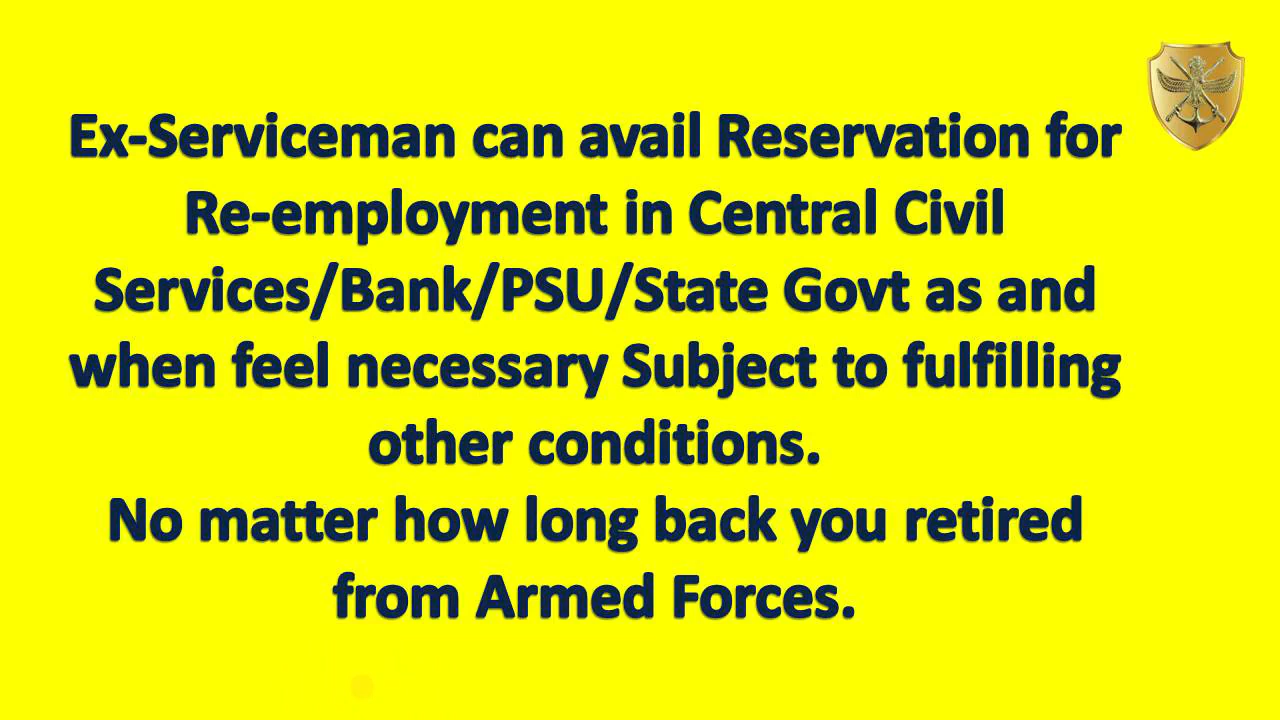 Ex-Serviceman can avail Reservation for
Re-employment in Central Civil
Services/Bank/PSU/State Govt as and
when feel necessary Subject to fulfilling
other conditions.
No matter how long back you retired
from Armed Forces.